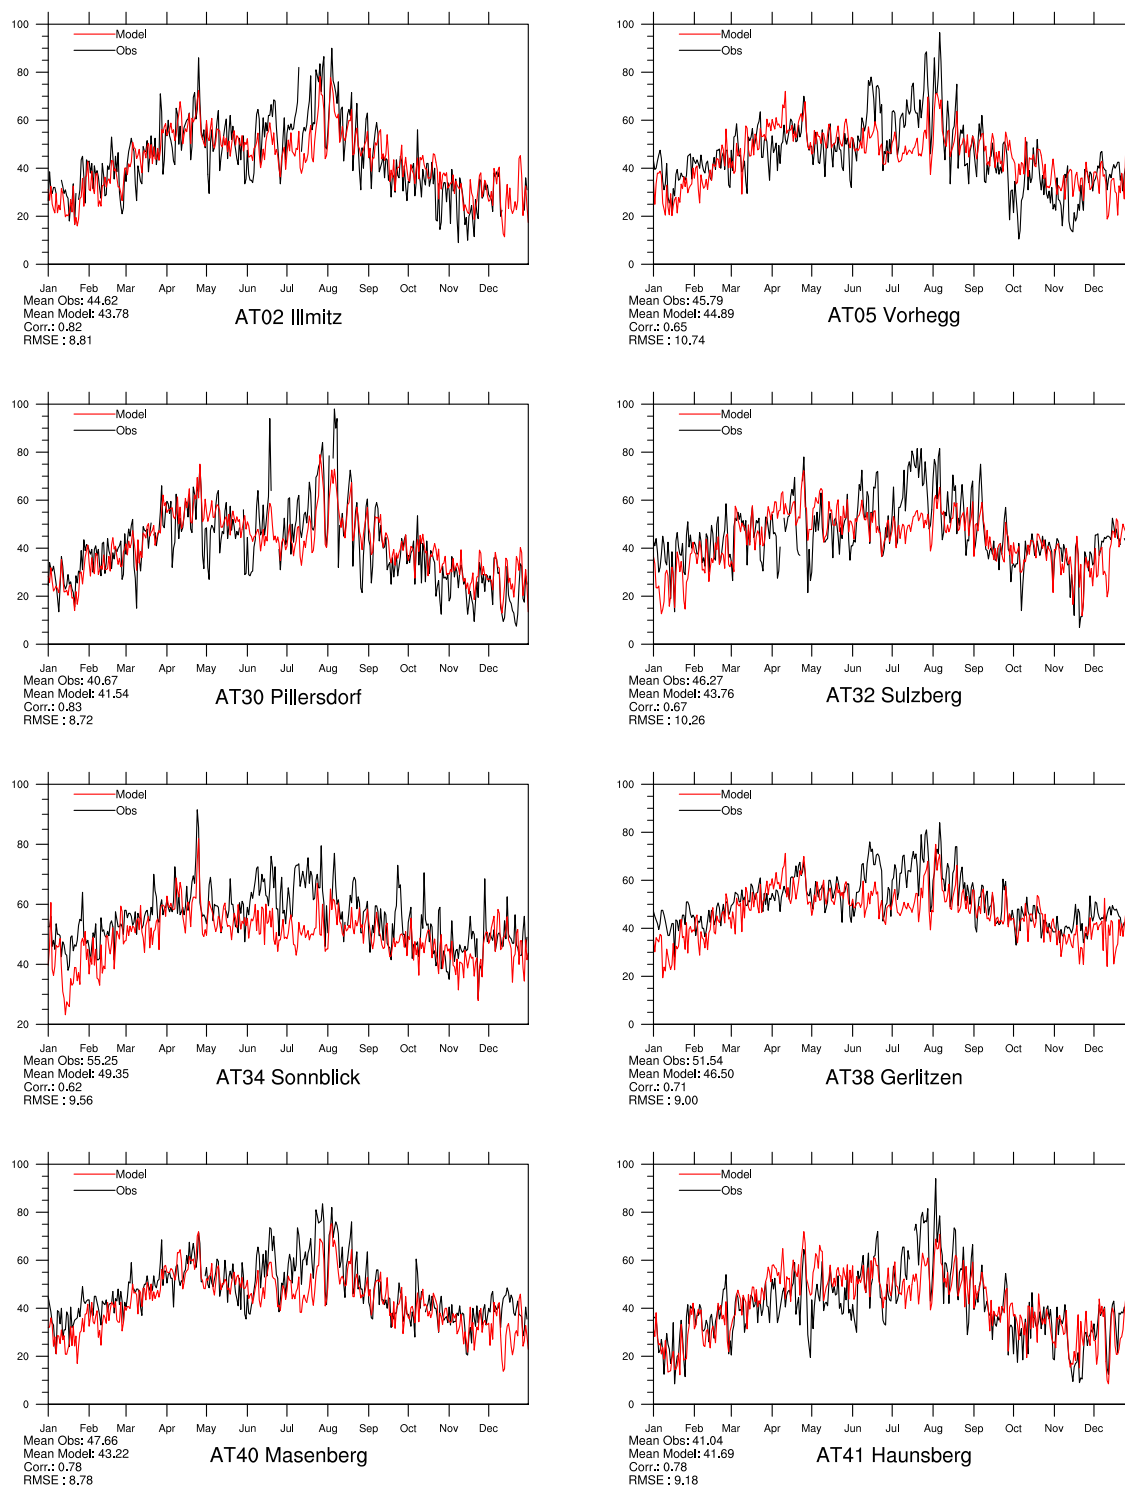 100
80
60
40
20
0
Model
Obs
Jan Feb Mar Apr May Jun Jul Aug Sep Oct Nov Dec
Mean Obs: 44.62
Mean Model: 43.78
Corr.: 0.82
RMSE : 8.81
AT02 Illmitz
100
80
60
40
20
0
Model
Obs
Jan Feb Mar Apr May Jun Jul Aug Sep Oct Nov Dec
Mean Obs: 45.79
Mean Model: 44.89
Corr.: 0.65
RMSE : 10.74
AT05 Vorhegg
100
80
60
40
20
0
Model
Obs
Jan Feb Mar Apr May Jun Jul Aug Sep Oct Nov Dec
Mean Obs: 40.67
Mean Model: 41.54
Corr.: 0.83
RMSE : 8.72
AT30 Pillersdorf
100
80
60
40
20
0
Model
Obs
Jan Feb Mar Apr May Jun Jul Aug Sep Oct Nov Dec
Mean Obs: 46.27
Mean Model: 43.76
Corr.: 0.67
RMSE : 10.26
AT32 Sulzberg
100
80
60
40
20
Model
Obs
Jan Feb Mar Apr May Jun Jul Aug Sep Oct Nov Dec
Mean Obs: 55.25
Mean Model: 49.35
Corr.: 0.62
RMSE : 9.56
AT34 Sonnblick
100
80
60
40
20
0
Model
Obs
Jan Feb Mar Apr May Jun Jul Aug Sep Oct Nov Dec
Mean Obs: 51.54
Mean Model: 46.50
Corr.: 0.71
RMSE : 9.00
AT38 Gerlitzen
100
80
60
40
20
0
Model
Obs
Jan Feb Mar Apr May Jun Jul Aug Sep Oct Nov Dec
Mean Obs: 47.66
Mean Model: 43.22
Corr.: 0.78
RMSE : 8.78
AT40 Masenberg
100
80
60
40
20
0
Model
Obs
Jan Feb Mar Apr May Jun Jul Aug Sep Oct Nov Dec
Mean Obs: 41.04
Mean Model: 41.69
Corr.: 0.78
RMSE : 9.18
AT41 Haunsberg